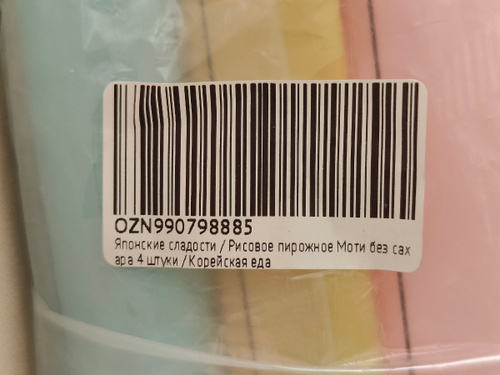 OZN990798885
Японские сладости / Рисовое пирожное Моти без сах
ара 4 штуки / Корейская еда